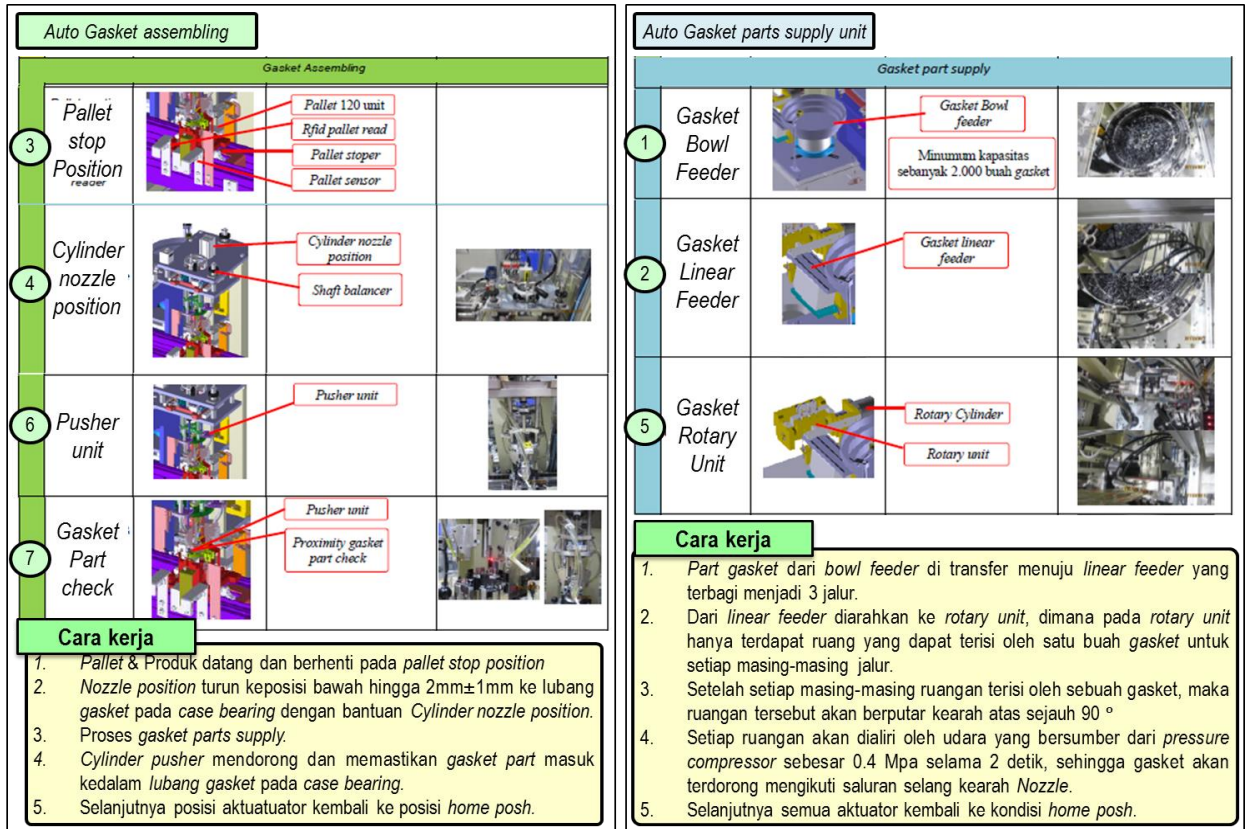 Auto Gasket assembling
Gasket Assembling
3
Pallet
stop
Position
reader
Pallet 120 unit
Rfid pallet read
Pallet stoper
Pallet sensor
4
Cylinder
nozzle
position
Cylinder nozzle
position
Shaft balancer
6
Pusher
unit
Pusher unit
7
Gasket
Part
check
Pusher unit
Proximity gasket
part check
Cara kerja
1. Pallet & Produk datang dan berhenti pada pallet stop position
2. Nozzle position turun keposisi bawah hingga 2mm±1mm ke lubang
gasket pada case bearing dengan bantuan Cylinder nozzle position.
3. Proses gasket parts supply.
4. Cylinder pusher mendorong dan memastikan gasket part masuk
kedalam lubang gasket pada case bearing.
5. Selanjutnya posisi aktuatuator kembali ke posisi home posh.
Auto Gasket parts supply unit
Gasket part supply
1
Gasket
Bowl
Feeder
Gasket Bowl
feeder
Minumum kapasitas
sebanyak 2.000 buah gasket
2
Gasket
Linear
Feeder
Gasket linear
feeder
5
Gasket
Rotary
Unit
Rotary Cylinder
Rotary unit
Cara kerja
1. Part gasket dari bowl feeder di transfer menuju linear feeder yang
terbagi menjadi 3 jalur.
2. Dari linear feeder diarahkan ke rotary unit, dimana pada rotary unit
hanya terdapat ruang yang dapat terisi oleh satu buah gasket untuk
setiap masing-masing jalur.
3. Setelah setiap masing-masing ruangan terisi oleh sebuah gasket, maka
ruangan tersebut akan berputar kearah atas sejauh 90 º
4. Setiap ruangan akan dialiri oleh udara yang bersumber dari pressure
compressor sebesar 0.4 Mpa selama 2 detik, sehingga gasket akan
terdorong mengikuti saluran selang kearah Nozzle.
5. Selanjutnya semua aktuator kembali ke kondisi home posh.